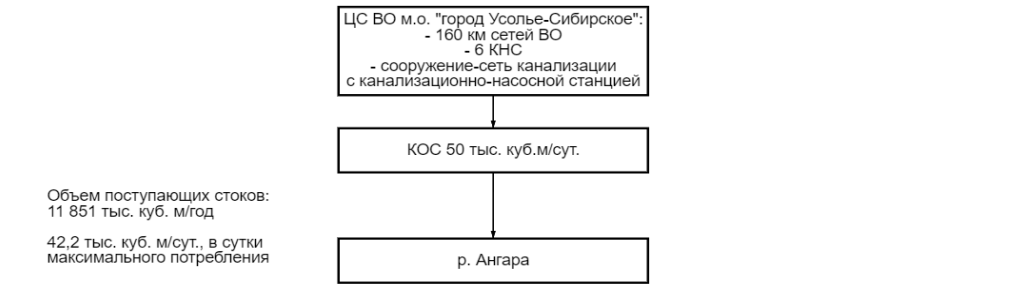 ЦС ВО м.о. "город Усолье-Сибирское":
- 160 км сетей ВО
- 6 КНС
- сооружение-сеть канализации
с канализационно-насосной станцией
КОС 50 тыс. куб.м/сут.
Объем поступающих стоков:
11 851 тыс. куб. м/год
42,2 тыс. куб. м/сут., в сутки
максимального потребления
р. Ангара